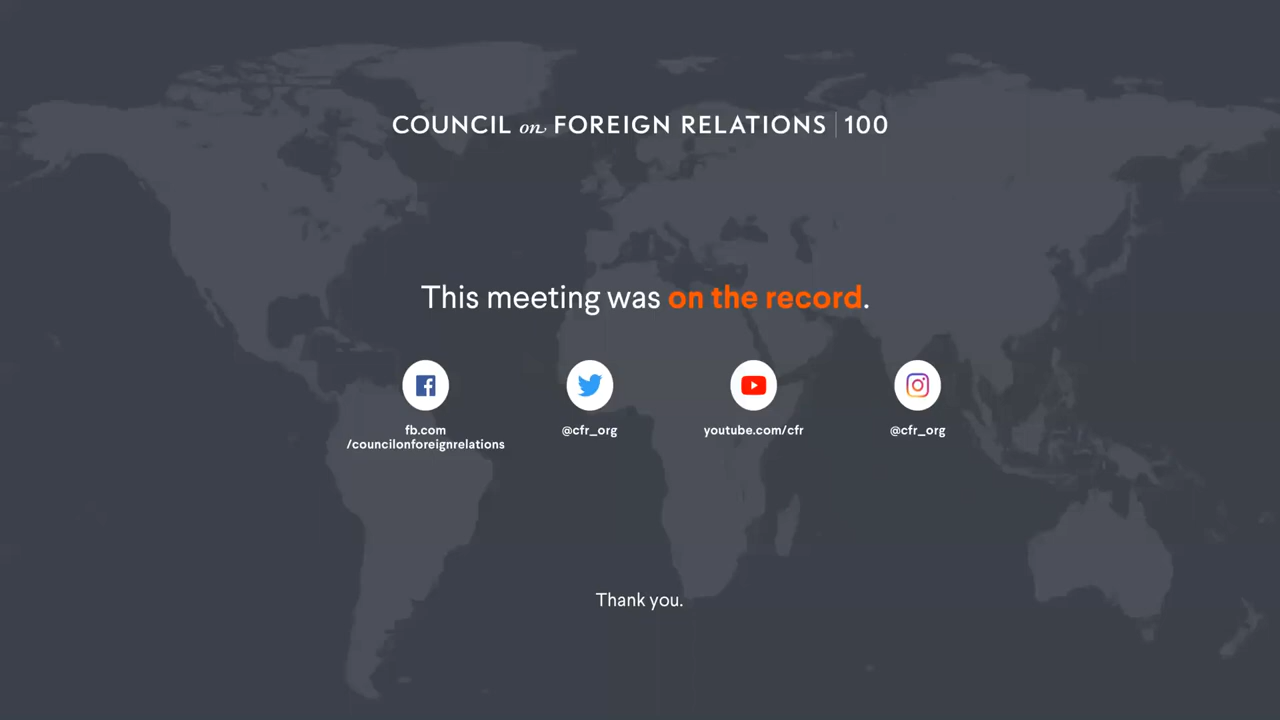 COUNCIL on FOREIGN RELATIONS | 100
This meeting was on the record.
fb.com
/councilonforeignrelations
@cfr_org
youtube.com/cfr
@cfr_org
Thank you.